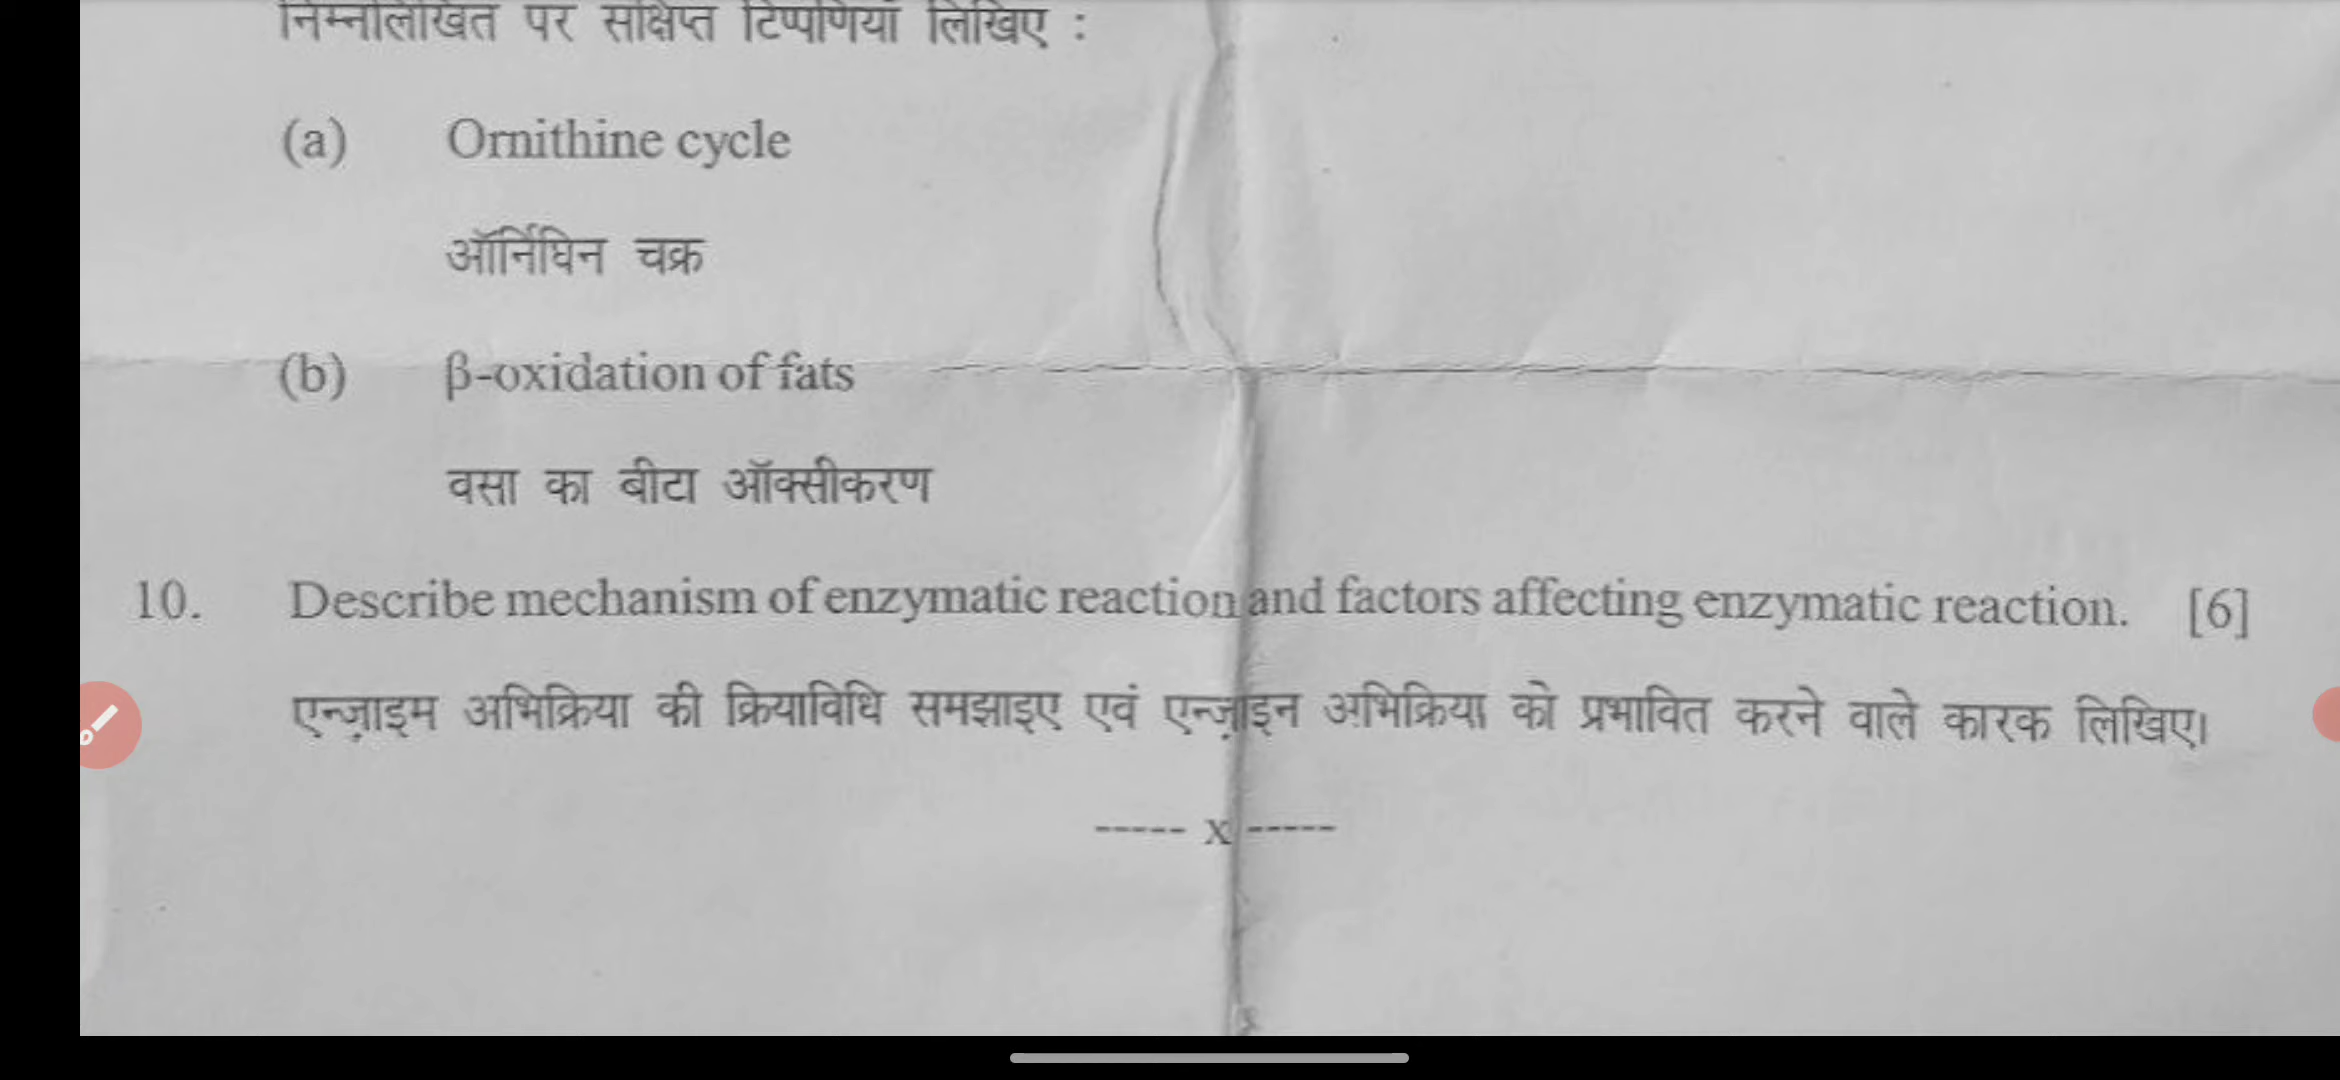 निम्नलिखित पर संक्षिप्त टिप्पणियाँ लिखिए :
(a) Ornithine cycle
ऑर्निघिन चक्र
(b) β-oxidation of fats
वसा का बीटा ऑक्सीकरण
10. Describe mechanism of enzymatic reaction and factors affecting enzymatic reaction. [6]
एन्ज़ाइम अभिक्रिया की क्रियाविधि समझाइए एवं एन्ज़ाइन अभिक्रिया को प्रभावित करने वाले कारक लिखिए।
----- x -----